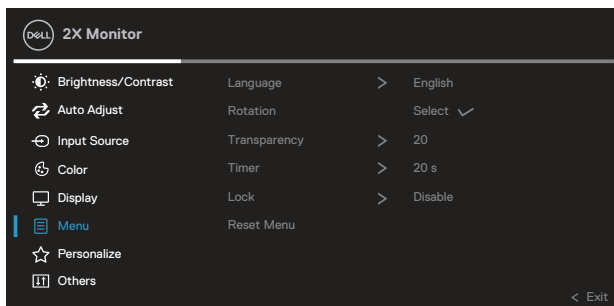 DELL 2X Monitor
Brightness/Contrast
Auto Adjust
Input Source
Color
Display
Menu
Personalize
Others
Language > English
Rotation Select ✓
Transparency > 20
Timer > 20 s
Lock > Disable
Reset Menu
< Exit